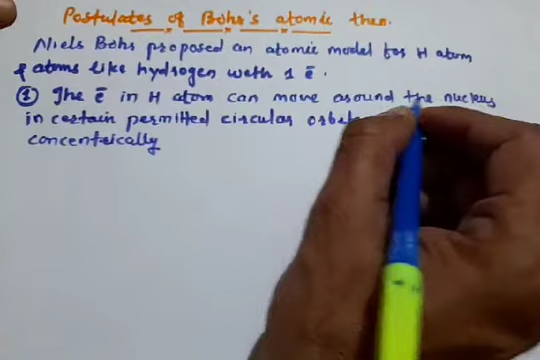 Postulates of Bohr's atomic theo.
Niels Bohr proposed an atomic model for H atom
& atoms like hydrogen with 1 ē.
① The ē in H atom can move around the nucleus
in certain permitted circular
concentrically